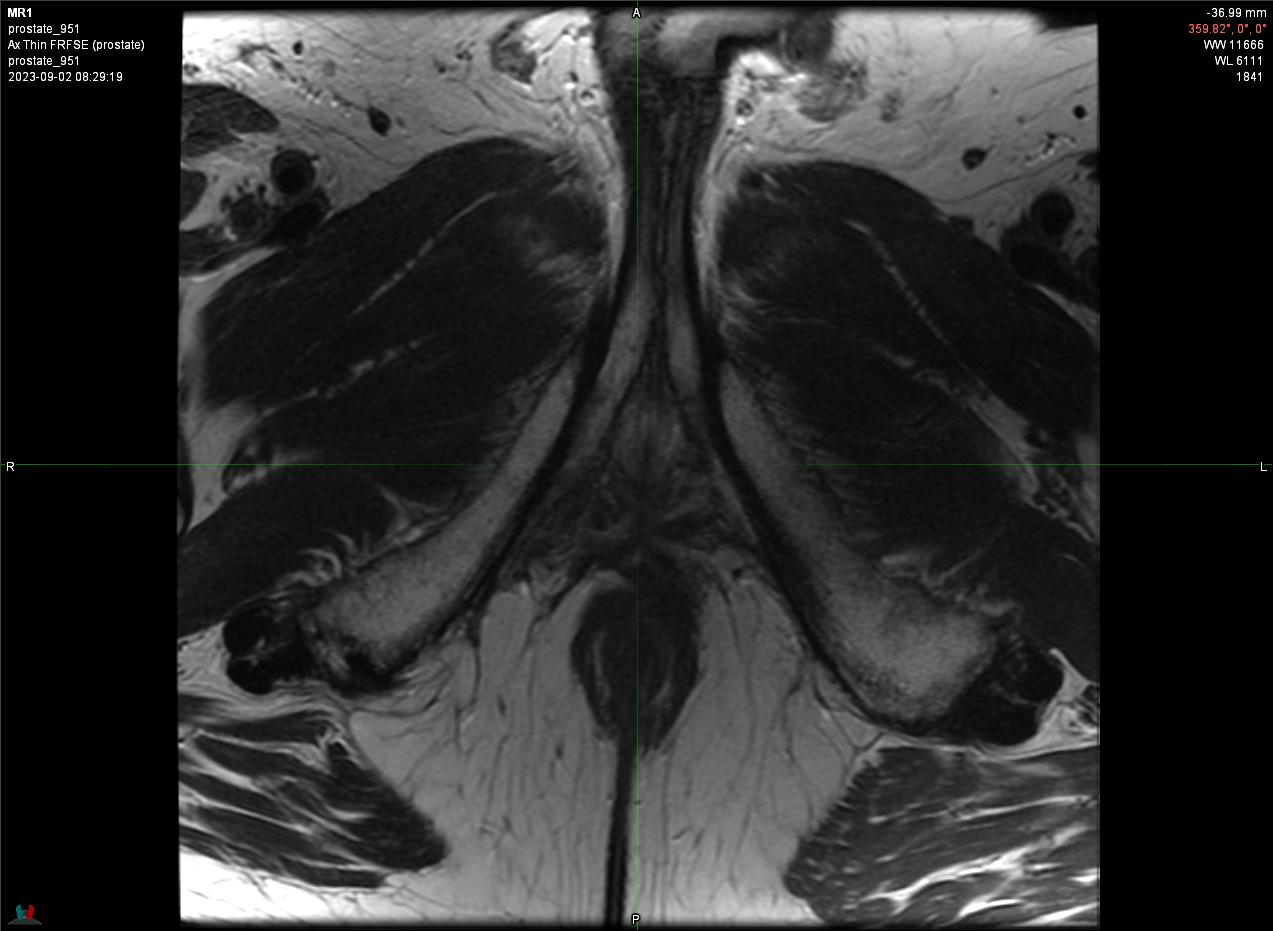 MR1
prostate_951
Ax Thin FRFSE (prostate)
prostate_951
2023-09-02 08:29:19
A
-36.99 mm
359.82°, 0°, 0°
WW 11666
WL 6111
1841
R
L
P